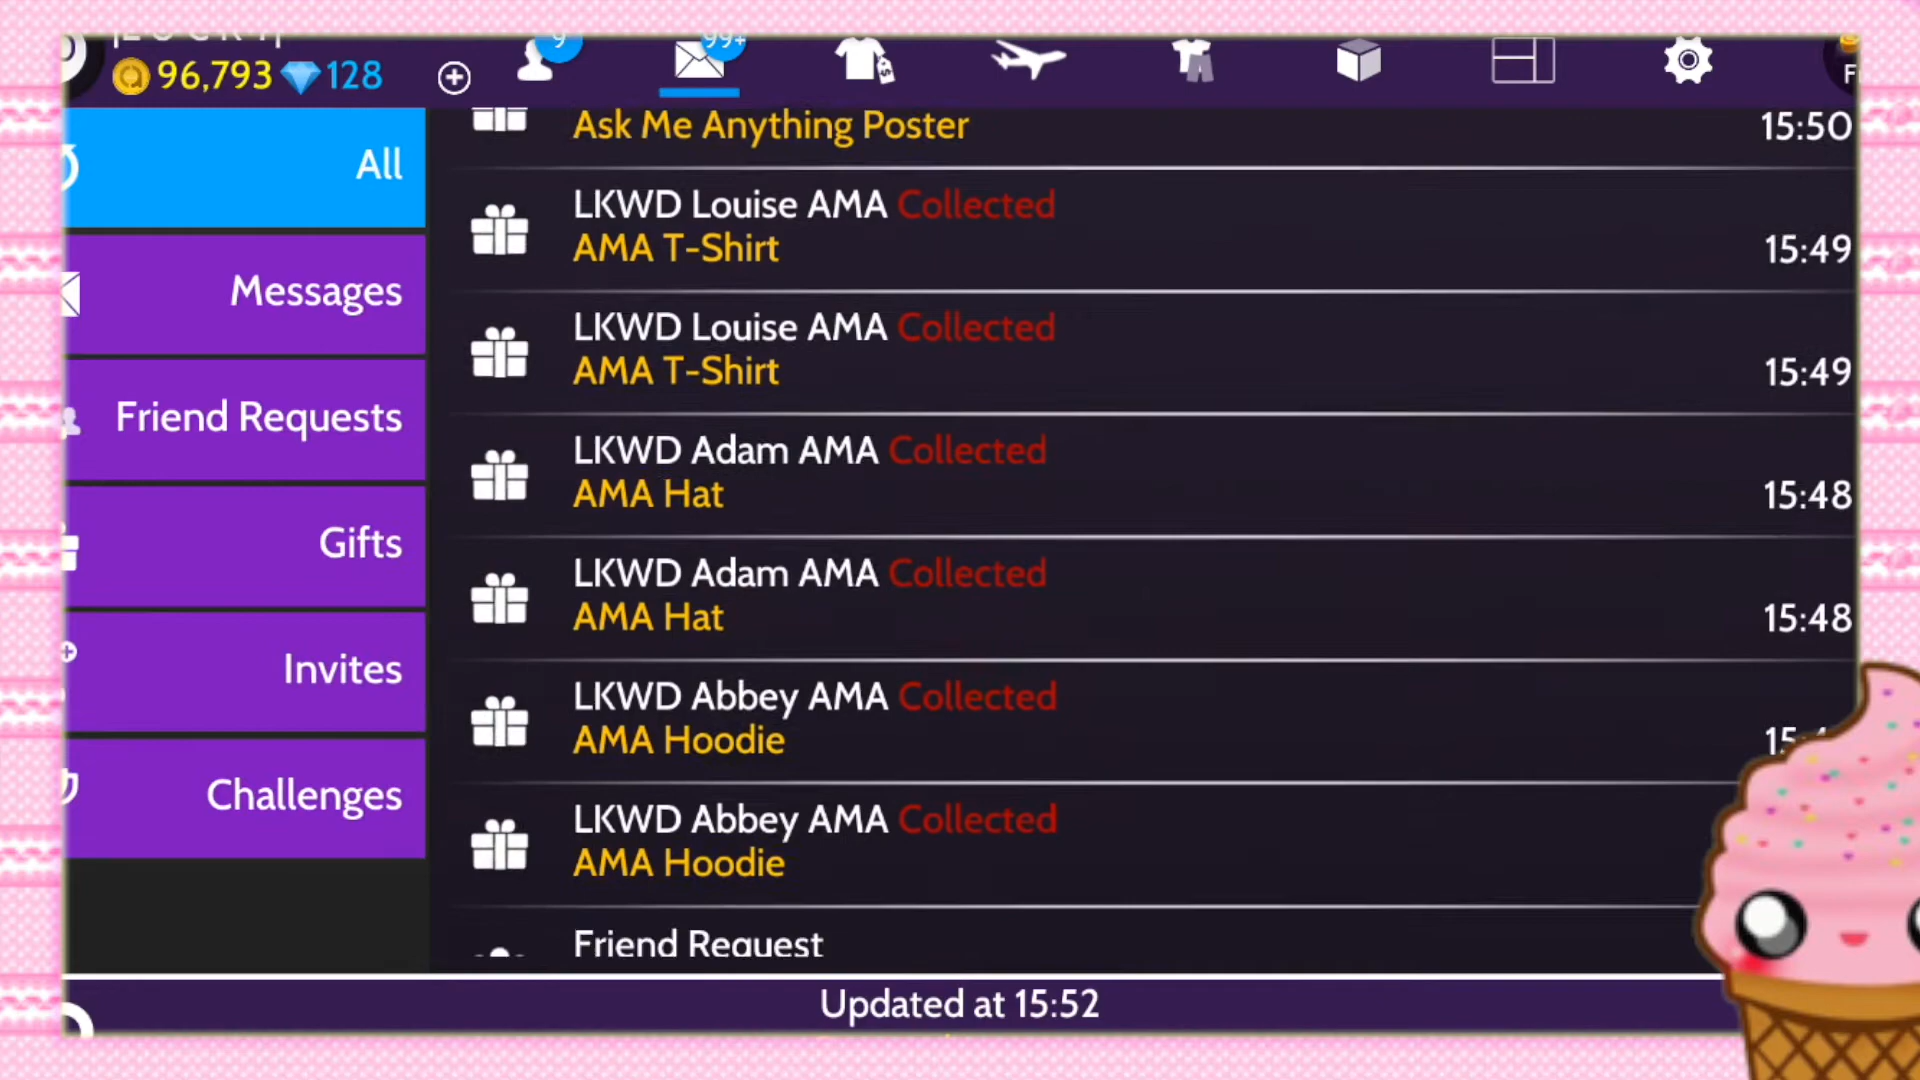 96,793 128
9
99+
All
Messages
Friend Requests
Gifts
Invites
Challenges
Ask Me Anything Poster
15:50
LKWD Louise AMA Collected
AMA T-Shirt
15:49
LKWD Louise AMA Collected
AMA T-Shirt
15:49
LKWD Adam AMA Collected
AMA Hat
15:48
LKWD Adam AMA Collected
AMA Hat
15:48
LKWD Abbey AMA Collected
AMA Hoodie
LKWD Abbey AMA Collected
AMA Hoodie
Friend Request
Updated at 15:52